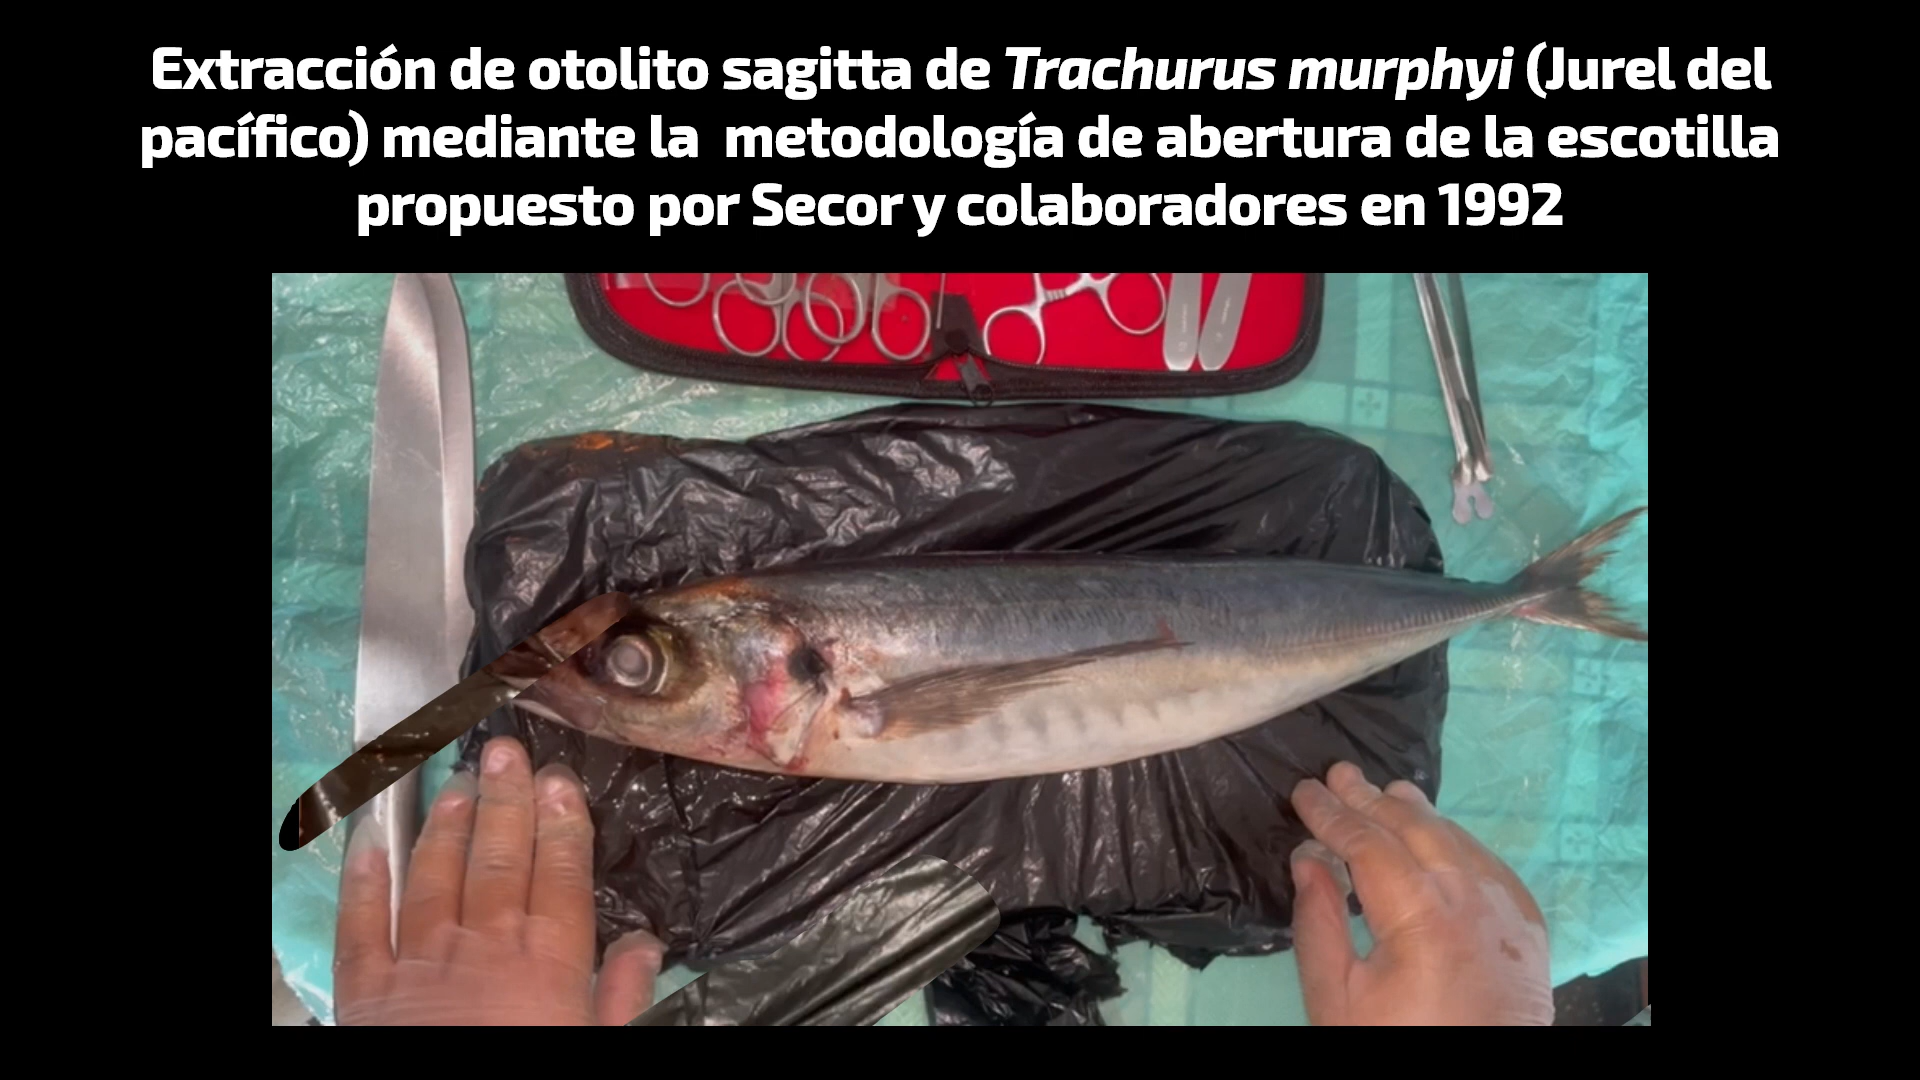 Extracción de otolito sagitta de Trachurus murphyi (Jurel del
pacífico) mediante la  metodología de abertura de la escotilla
propuesto por Secor y colaboradores en 1992